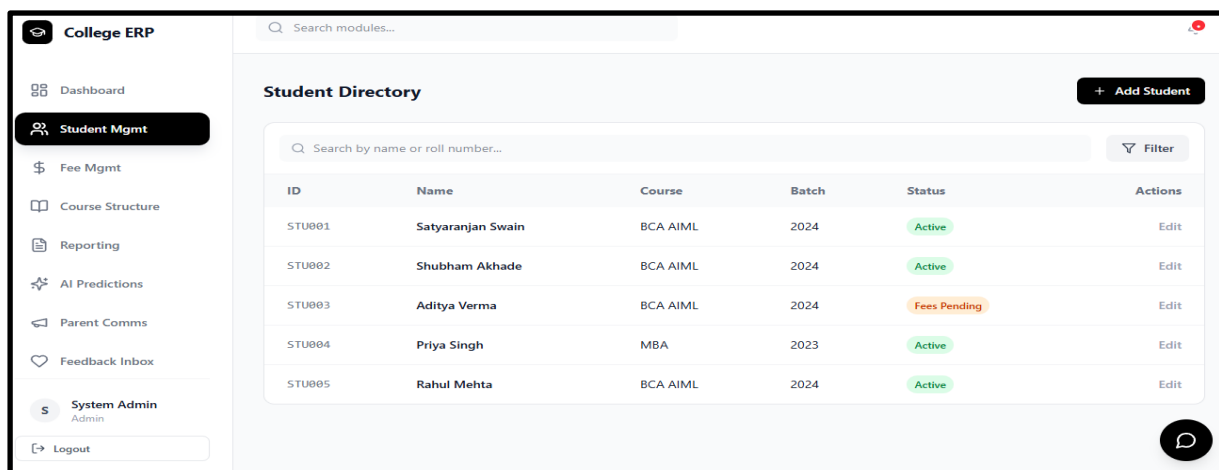 College ERP
Search modules...
Dashboard
Student Mgmt
Fee Mgmt
Course Structure
Reporting
AI Predictions
Parent Comms
Feedback Inbox
S
System Admin
Admin
Logout
Student Directory
+ Add Student
Search by name or roll number...
Filter
ID Name Course Batch Status Actions
STU001 Satyaranjan Swain BCA AIML 2024 Active Edit
STU002 Shubham Akhade BCA AIML 2024 Active Edit
STU003 Aditya Verma BCA AIML 2024 Fees Pending Edit
STU004 Priya Singh MBA 2023 Active Edit
STU005 Rahul Mehta BCA AIML 2024 Active Edit